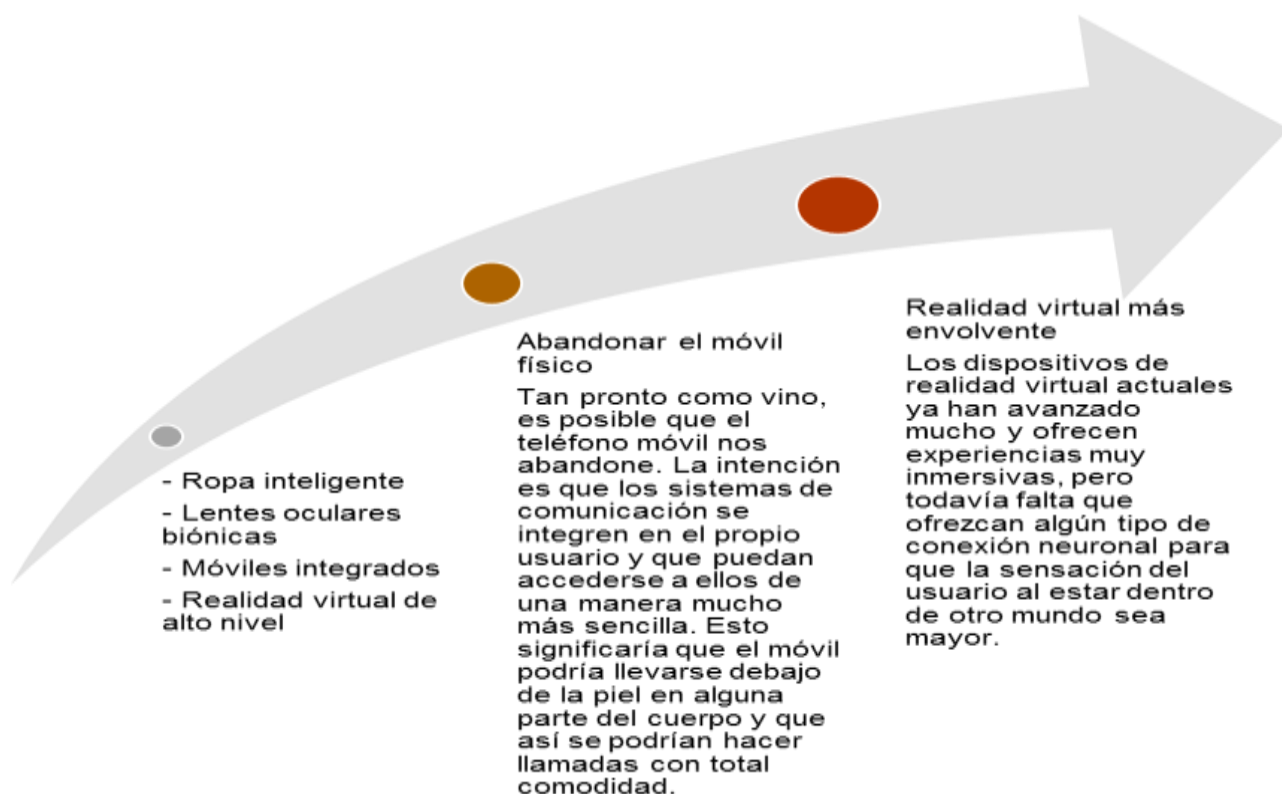 - Ropa inteligente
- Lentes oculares
biónicas
- Móviles integrados
- Realidad virtual de
alto nivel
Abandonar el móvil
físico
Tan pronto como vino,
es posible que el
teléfono móvil nos
abandone. La intención
es que los sistemas de
comunicación se
integren en el propio
usuario y que puedan
accederse a ellos de
una manera mucho
más sencilla. Esto
significaría que el móvil
podría llevarse debajo
de la piel en alguna
parte del cuerpo y que
así se podrían hacer
llamadas con total
comodidad.
Realidad virtual más
envolvente
Los dispositivos de
realidad virtual actuales
ya han avanzado
mucho y ofrecen
experiencias muy
inmersivas, pero
todavía falta que
ofrezcan algún tipo de
conexión neuronal para
que la sensación del
usuario al estar dentro
de otro mundo sea
mayor.